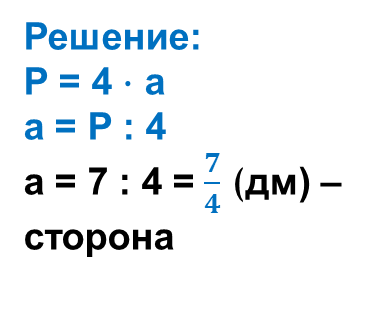 Решение:
P = 4 · a
a = P : 4
a = 7 : 4 = 7/4 (дм) –
сторона